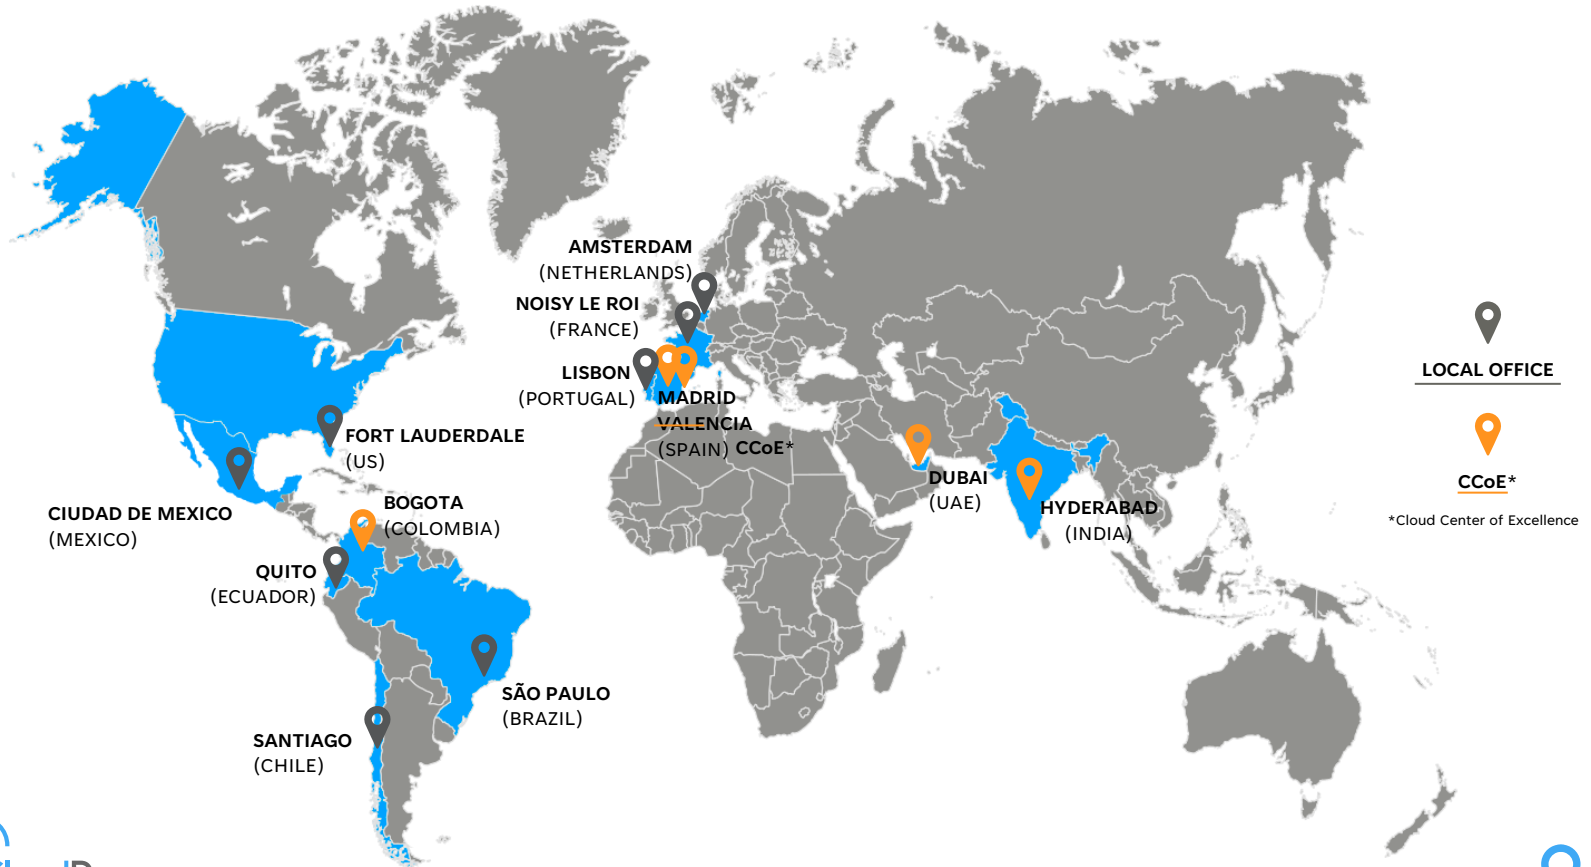 AMSTERDAM
(NETHERLANDS)
NOISY LE ROI
(FRANCE)
LISBON
(PORTUGAL)
MADRID
VALENCIA
(SPAIN) CCoE*
FORT LAUDERDALE
(US)
CIUDAD DE MEXICO
(MEXICO)
BOGOTA
(COLOMBIA)
QUITO
(ECUADOR)
SÃO PAULO
(BRAZIL)
SANTIAGO
(CHILE)
DUBAI
(UAE)
HYDERABAD
(INDIA)
LOCAL OFFICE
CCoE*
*Cloud Center of Excellence